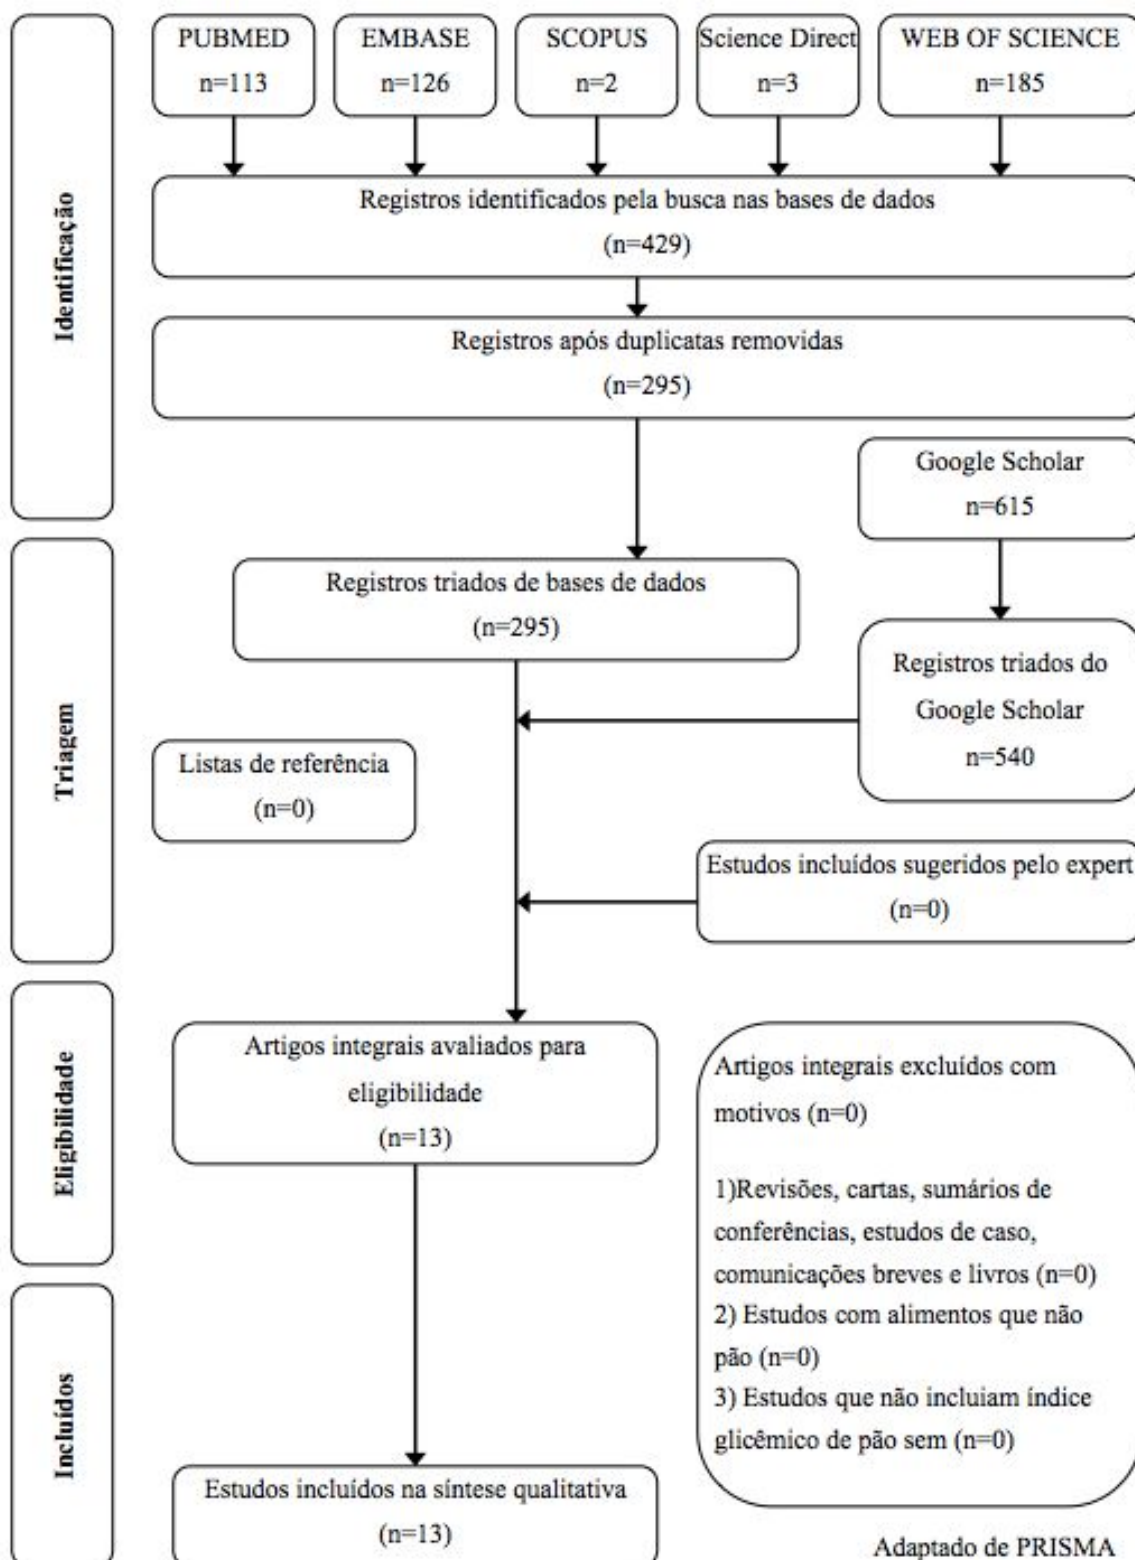 PUBMED
n=113
EMBASE
n=126
SCOPUS
n=2
Science Direct
n=3
WEB OF SCIENCE
n=185
Identificação
Registros identificados pela busca nas bases de dados
(n=429)
Registros após duplicatas removidas
(n=295)
Google Scholar
n=615
Triagem
Registros triados de bases de dados
(n=295)
Registros triados do
Google Scholar
n=540
Listas de referência
(n=0)
Estudos incluídos sugeridos pelo expert
(n=0)
Eligibilidade
Artigos integrais avaliados para
eligibilidade
(n=13)
Artigos integrais excluídos com
motivos (n=0)
1)Revisões, cartas, sumários de
conferências, estudos de caso,
comunicações breves e livros (n=0)
2) Estudos com alimentos que não
pão (n=0)
3) Estudos que não incluiam índice
glicêmico de pão sem (n=0)
Incluídos
Estudos incluídos na síntese qualitativa
(n=13)
Adaptado de PRISMA